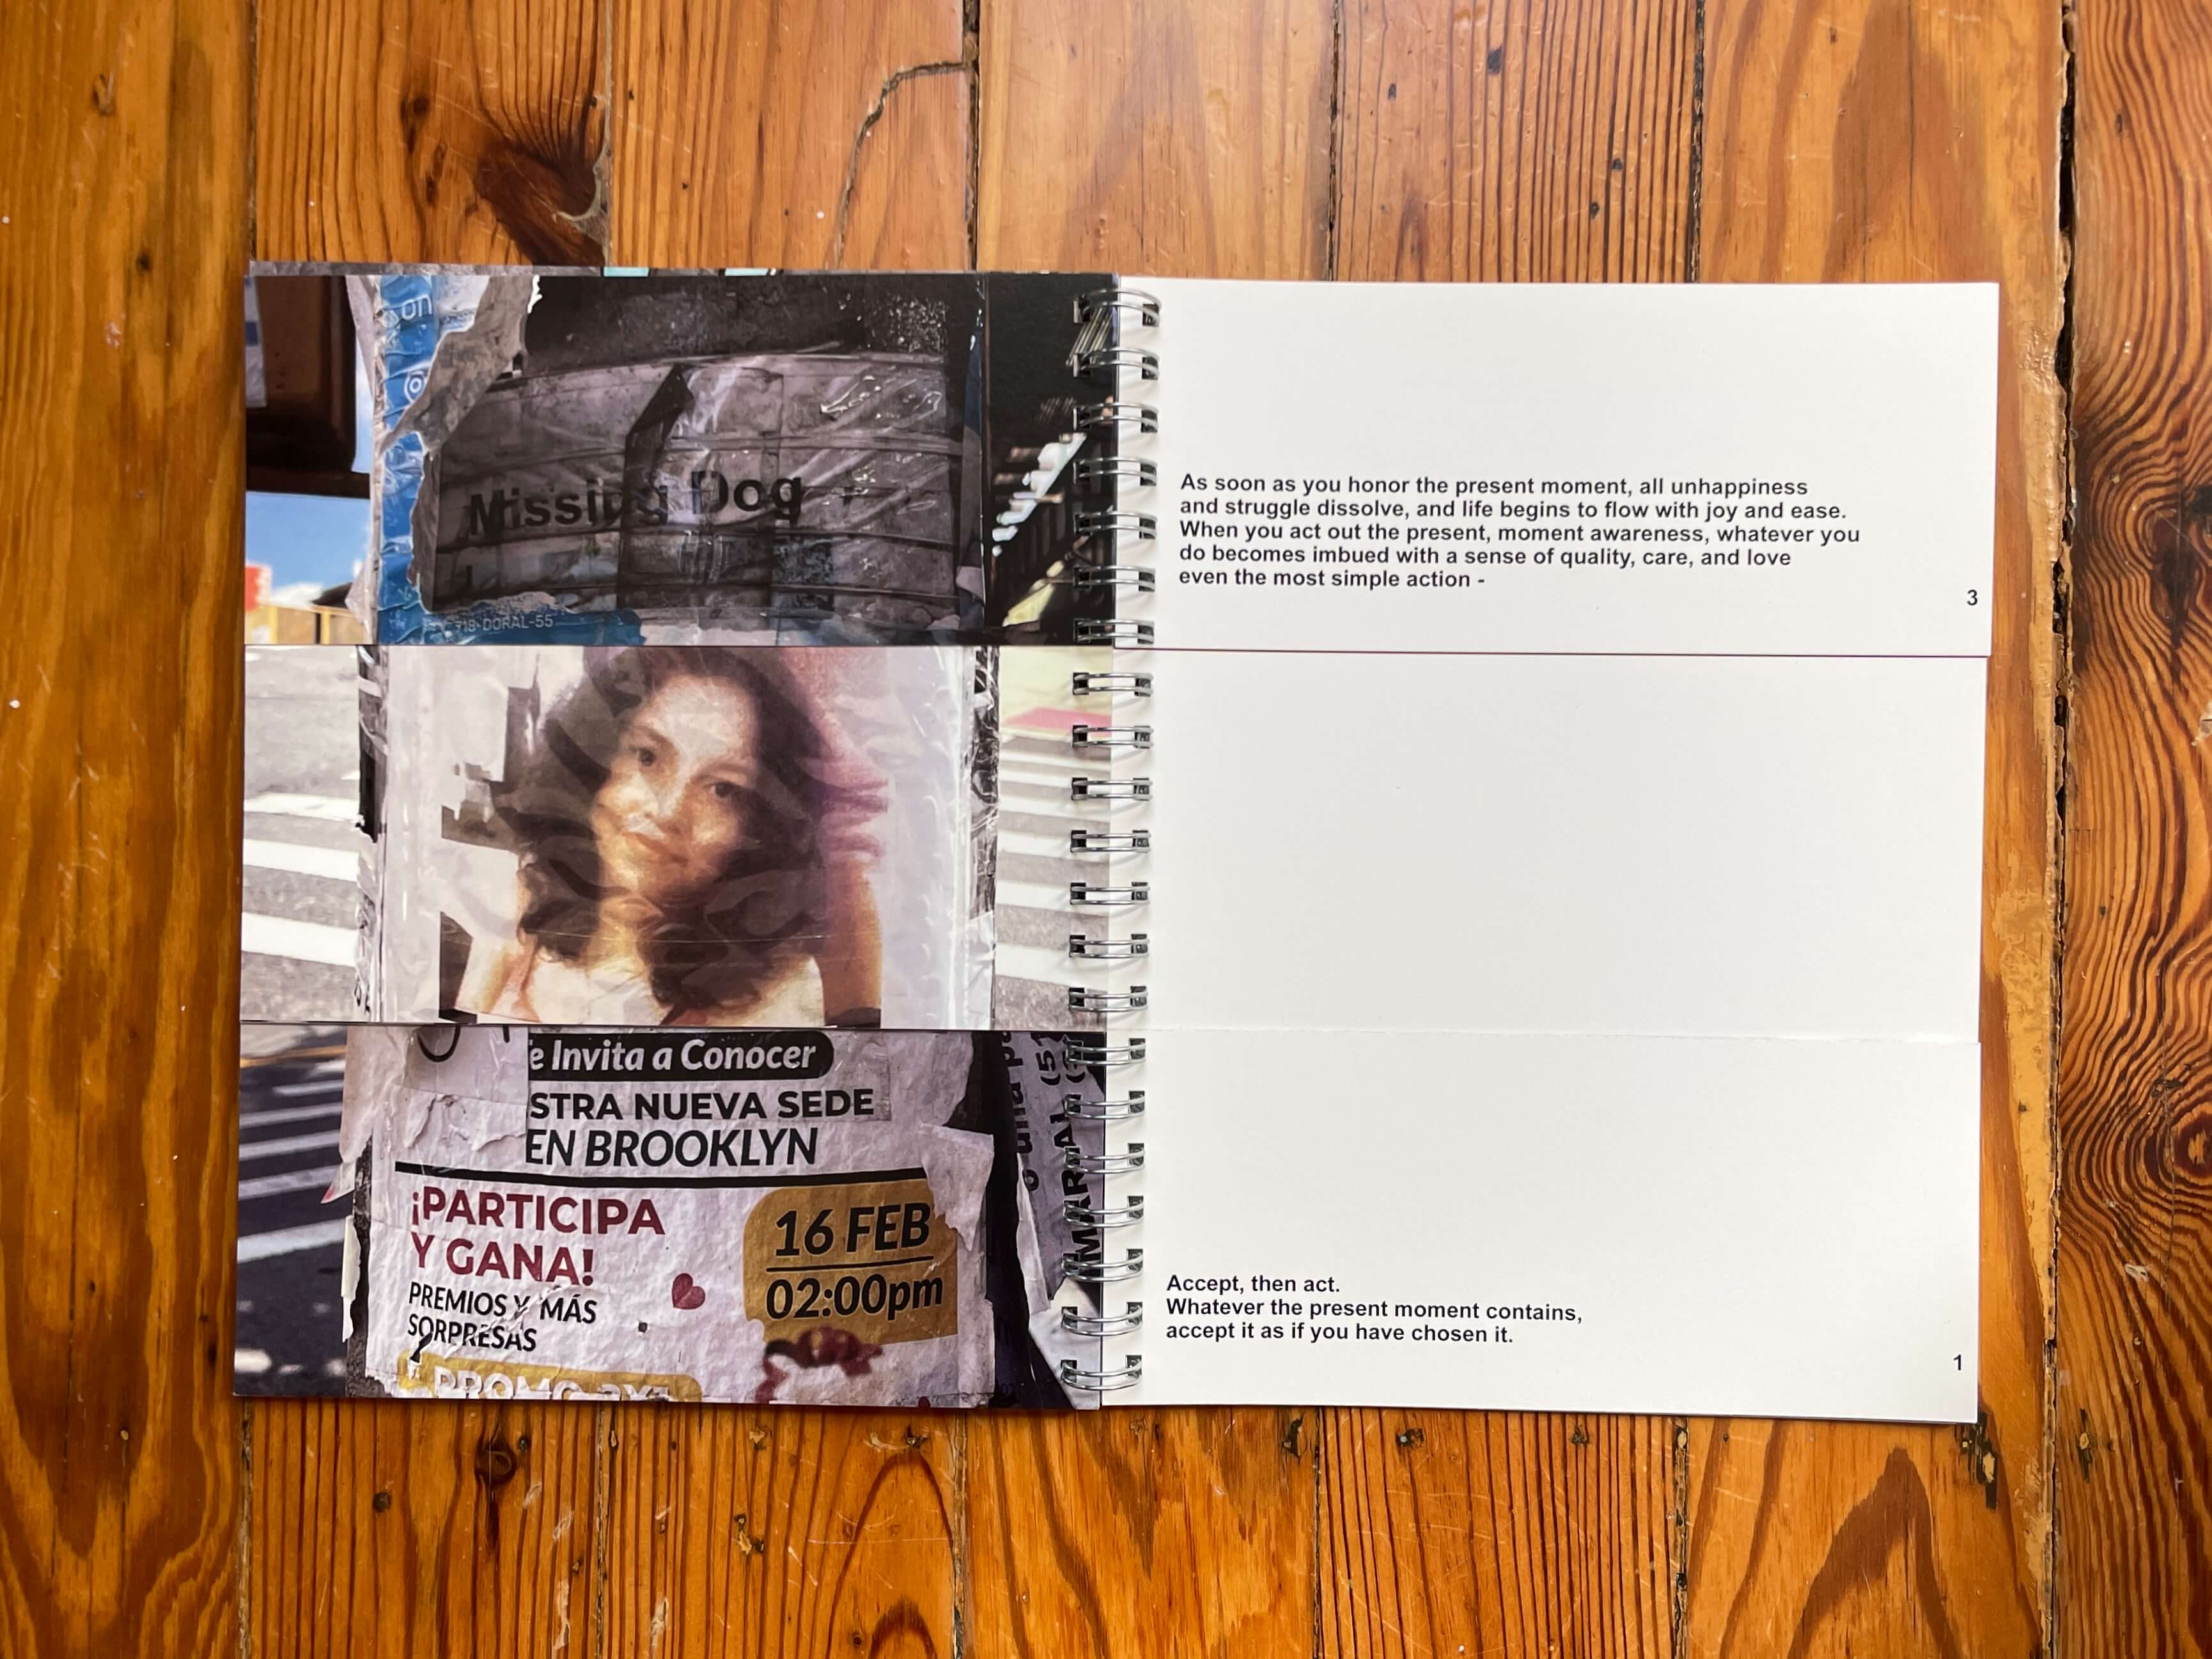 Missing Dog
718-DORAL-55
e Invita a Conocer
STRA NUEVA SEDE
EN BROOKLYN
¡PARTICIPA
Y GANA!
PREMIOS Y MÁS
SORPRESAS
16 FEB
02:00pm
PROMO
As soon as you honor the present moment, all unhappiness
and struggle dissolve, and life begins to flow with joy and ease.
When you act out the present, moment awareness, whatever you
do becomes imbued with a sense of quality, care, and love
even the most simple action -
3
Accept, then act.
Whatever the present moment contains,
accept it as if you have chosen it.
1